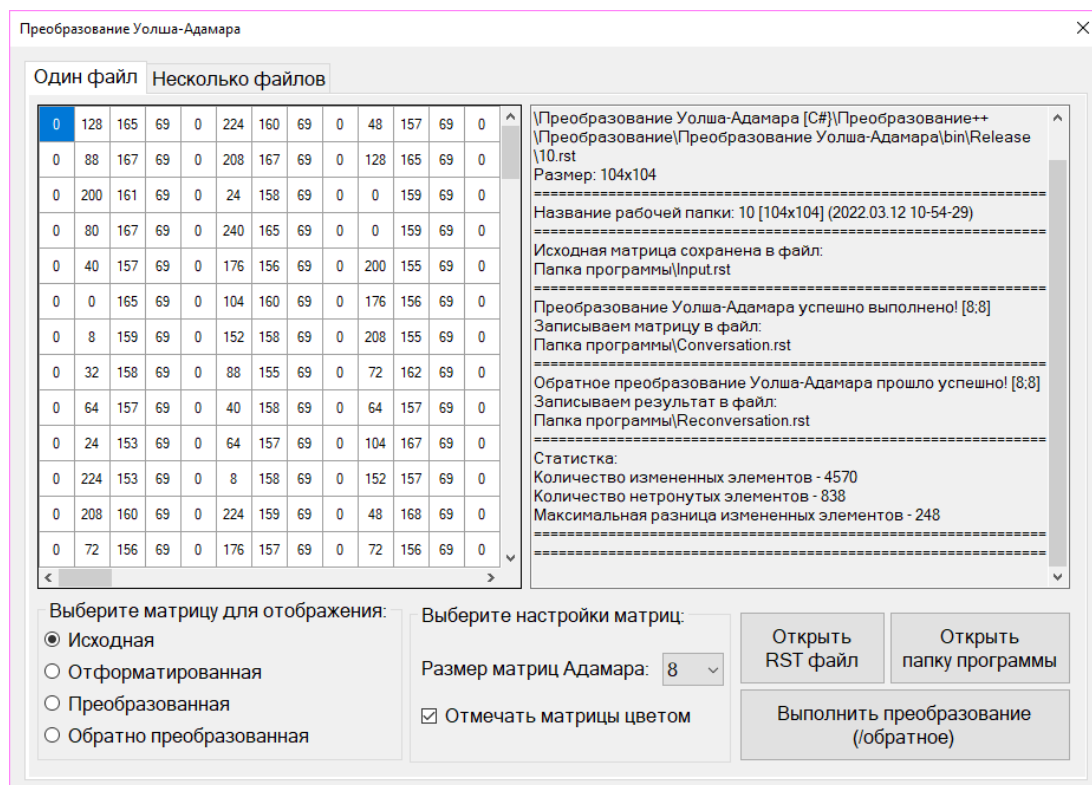 Преобразование Уолша-Адамара
Один файл Несколько файлов
0 128 165 69 0 224 160 69 0 48 157 69 0
0 88 167 69 0 208 167 69 0 128 165 69 0
0 200 161 69 0 24 158 69 0 0 159 69 0
0 80 167 69 0 240 165 69 0 0 159 69 0
0 40 157 69 0 176 156 69 0 200 155 69 0
0 0 165 69 0 104 160 69 0 176 156 69 0
0 8 159 69 0 152 158 69 0 208 155 69 0
0 32 158 69 0 88 155 69 0 72 162 69 0
0 64 157 69 0 40 158 69 0 64 157 69 0
0 24 153 69 0 64 157 69 0 104 167 69 0
0 224 153 69 0 8 158 69 0 152 157 69 0
0 208 160 69 0 224 159 69 0 48 168 69 0
0 72 156 69 0 176 157 69 0 72 156 69 0
\Преобразование Уолша-Адамара [C#}\Преобразование++
\Преобразование\Преобразование Уолша-Адамара\bin\Release
\10.rst
Размер: 104x104
==============================================================
Название рабочей папки: 10 [104x104] (2022.03.12 10-54-29)
==============================================================
Исходная матрица сохранена в файл:
Папка программы\Input.rst
==============================================================
Преобразование Уолша-Адамара успешно выполнено! [8;8]
Записываем матрицу в файл:
Папка программы\Conversation.rst
==============================================================
Обратное преобразование Уолша-Адамара прошло успешно! [8;8]
Записываем результат в файл:
Папка программы\Reconversation.rst
==============================================================
Статистка:
Количество измененных элементов - 4570
Количество нетронутых элементов - 838
Максимальная разница измененных элементов - 248
==============================================================
==============================================================
Выберите матрицу для отображения:
Исходная
Отформатированная
Преобразованная
Обратно преобразованная
Выберите настройки матриц:
Размер матриц Адамара: 8
Отмечать матрицы цветом
Открыть
RST файл
Открыть
папку программы
Выполнить преобразование
(/обратное)